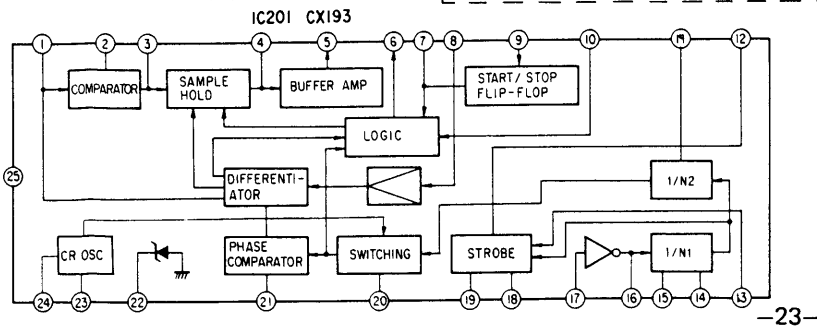 IC201 CX193
1 2 3 4 5 6 7 8 9 10 11 12
COMPARATOR
SAMPLE
HOLD
BUFFER AMP
START/STOP
FLIP-FLOP
LOGIC
25
DIFFERENTI-
ATOR
1/N2
CR OSC
PHASE
COMPARATOR
SWITCHING
STROBE
1/N1
24 23 22 21 20 19 18 17 16 15 14 13
—23—